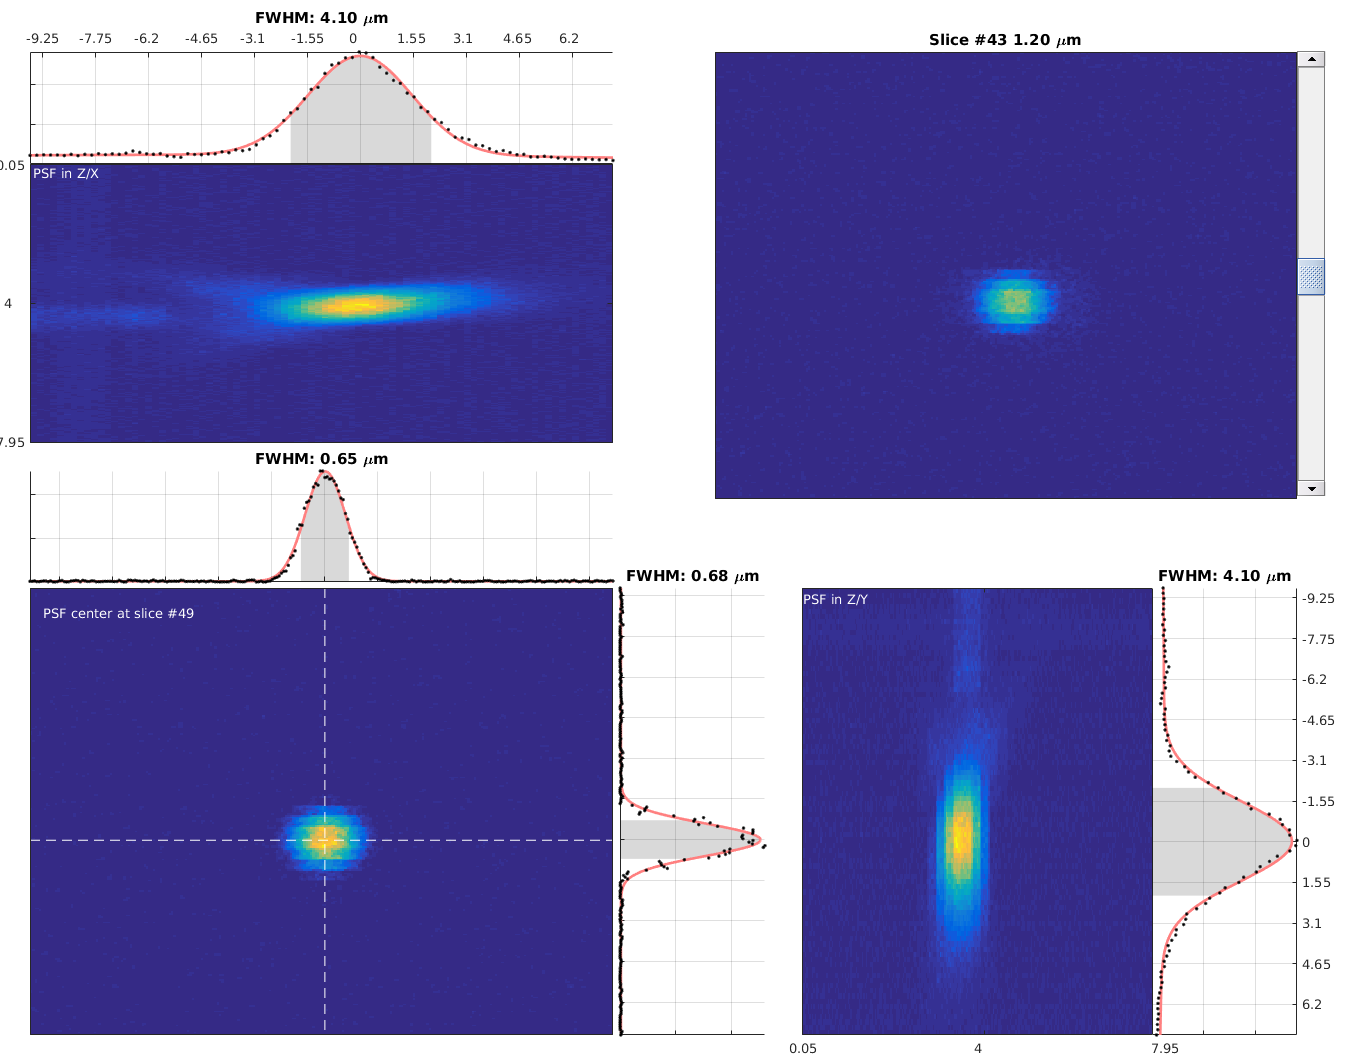 FWHM: 4.10 μm
-9.25 -7.75 -6.2 -4.65 -3.1 -1.55 0 1.55 3.1 4.65 6.2
0.05
PSF in Z/X
4
7.95
Slice #43 1.20 μm
FWHM: 0.65 μm
PSF center at slice #49
FWHM: 0.68 μm
PSF in Z/Y
0.05 4 7.95
FWHM: 4.10 μm
-9.25
-7.75
-6.2
-4.65
-3.1
-1.55
0
1.55
3.1
4.65
6.2